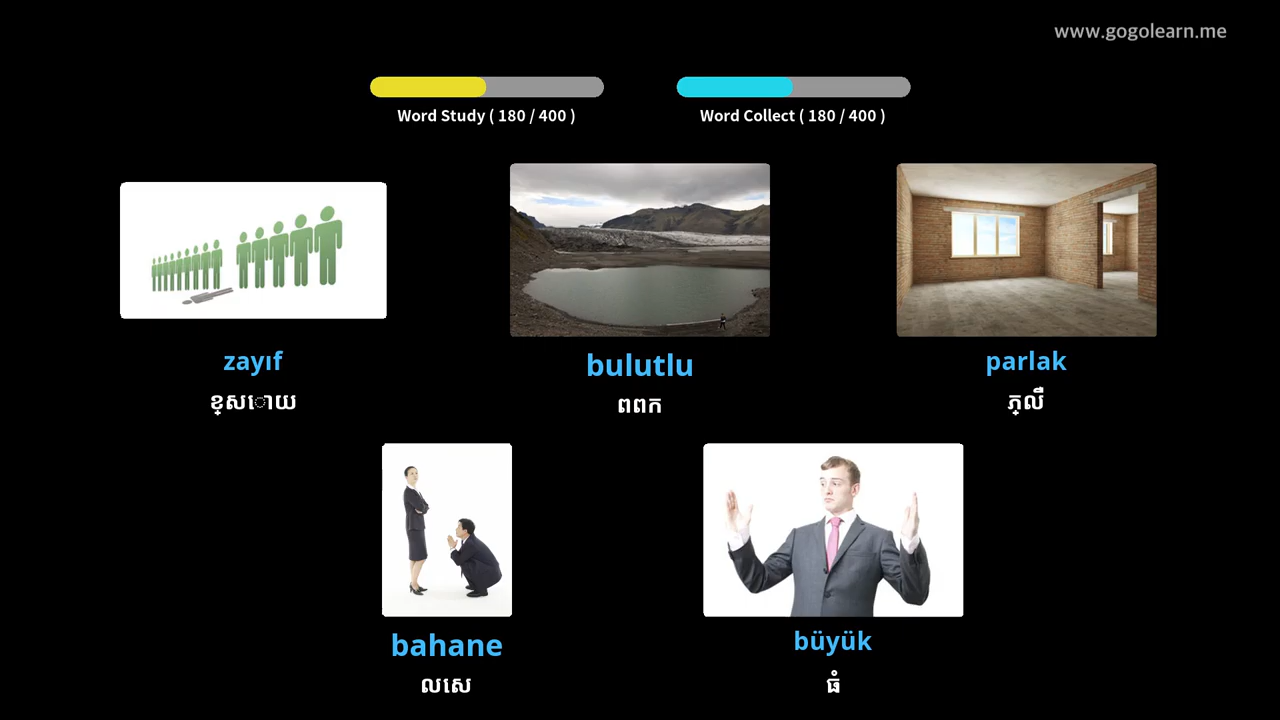 www.gogolearn.me
Word Study ( 180 / 400 )
Word Collect ( 180 / 400 )
zayıf
ខ្សោយ
bulutlu
ពពក
parlak
ភ្លឺ
bahane
លេស
büyük
ធំ